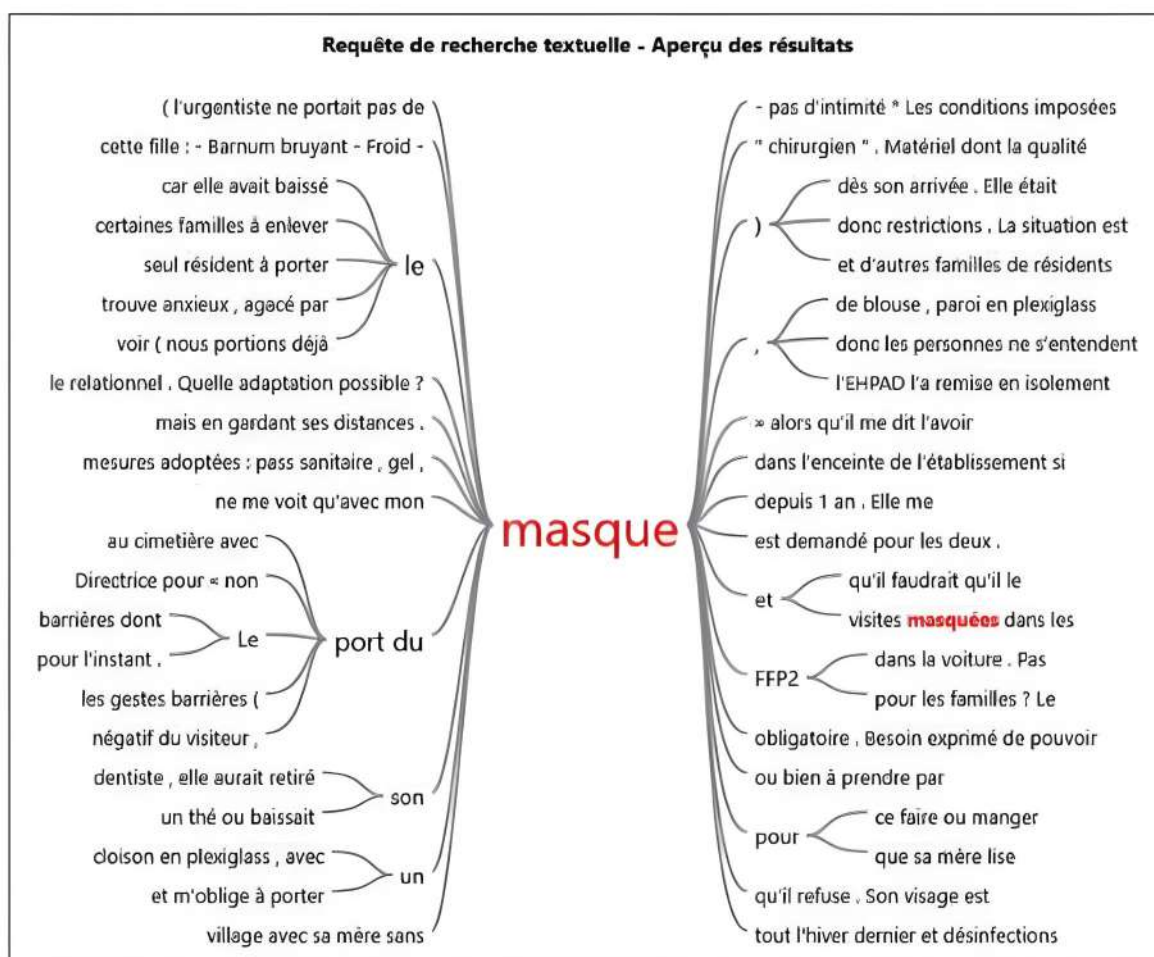 Requête de recherche textuelle - Aperçu des résultats
( l'urgentiste ne portait pas de
cette fille : - Barnum bruyant - Froid -
car elle avait baissé
certaines familles à enlever
seul résident à porter
trouve anxieux , agacé par
voir ( nous portions déjà
le
le relationnel . Quelle adaptation possible ?
mais en gardant ses distances .
mesures adoptées : pass sanitaire , gel ,
ne me voit qu'avec mon
au cimetière avec
Directrice pour « non
barrières dont
pour l'instant .
Le
les gestes barrières (
négatif du visiteur ,
port du
dentiste , elle aurait retiré
un thé ou baissait
son
cloison en plexiglass , avec
et m'oblige à porter
un
village avec sa mère sans
masque
- pas d'intimité * Les conditions imposées
" chirurgien " . Matériel dont la qualité
)
dès son arrivée . Elle était
donc restrictions . La situation est
et d'autres familles de résidents
,
de blouse , paroi en plexiglass
donc les personnes ne s'entendent
l'EHPAD l'a remise en isolement
» alors qu'il me dit l'avoir
dans l'enceinte de l'établissement si
depuis 1 an . Elle me
est demandé pour les deux .
et
qu'il faudrait qu'il le
visites masquées dans les
FFP2
dans la voiture . Pas
pour les familles ? Le
obligatoire . Besoin exprimé de pouvoir
ou bien à prendre par
pour
ce faire ou manger
que sa mère lise
qu'il refuse . Son visage est
tout l'hiver dernier et désinfections